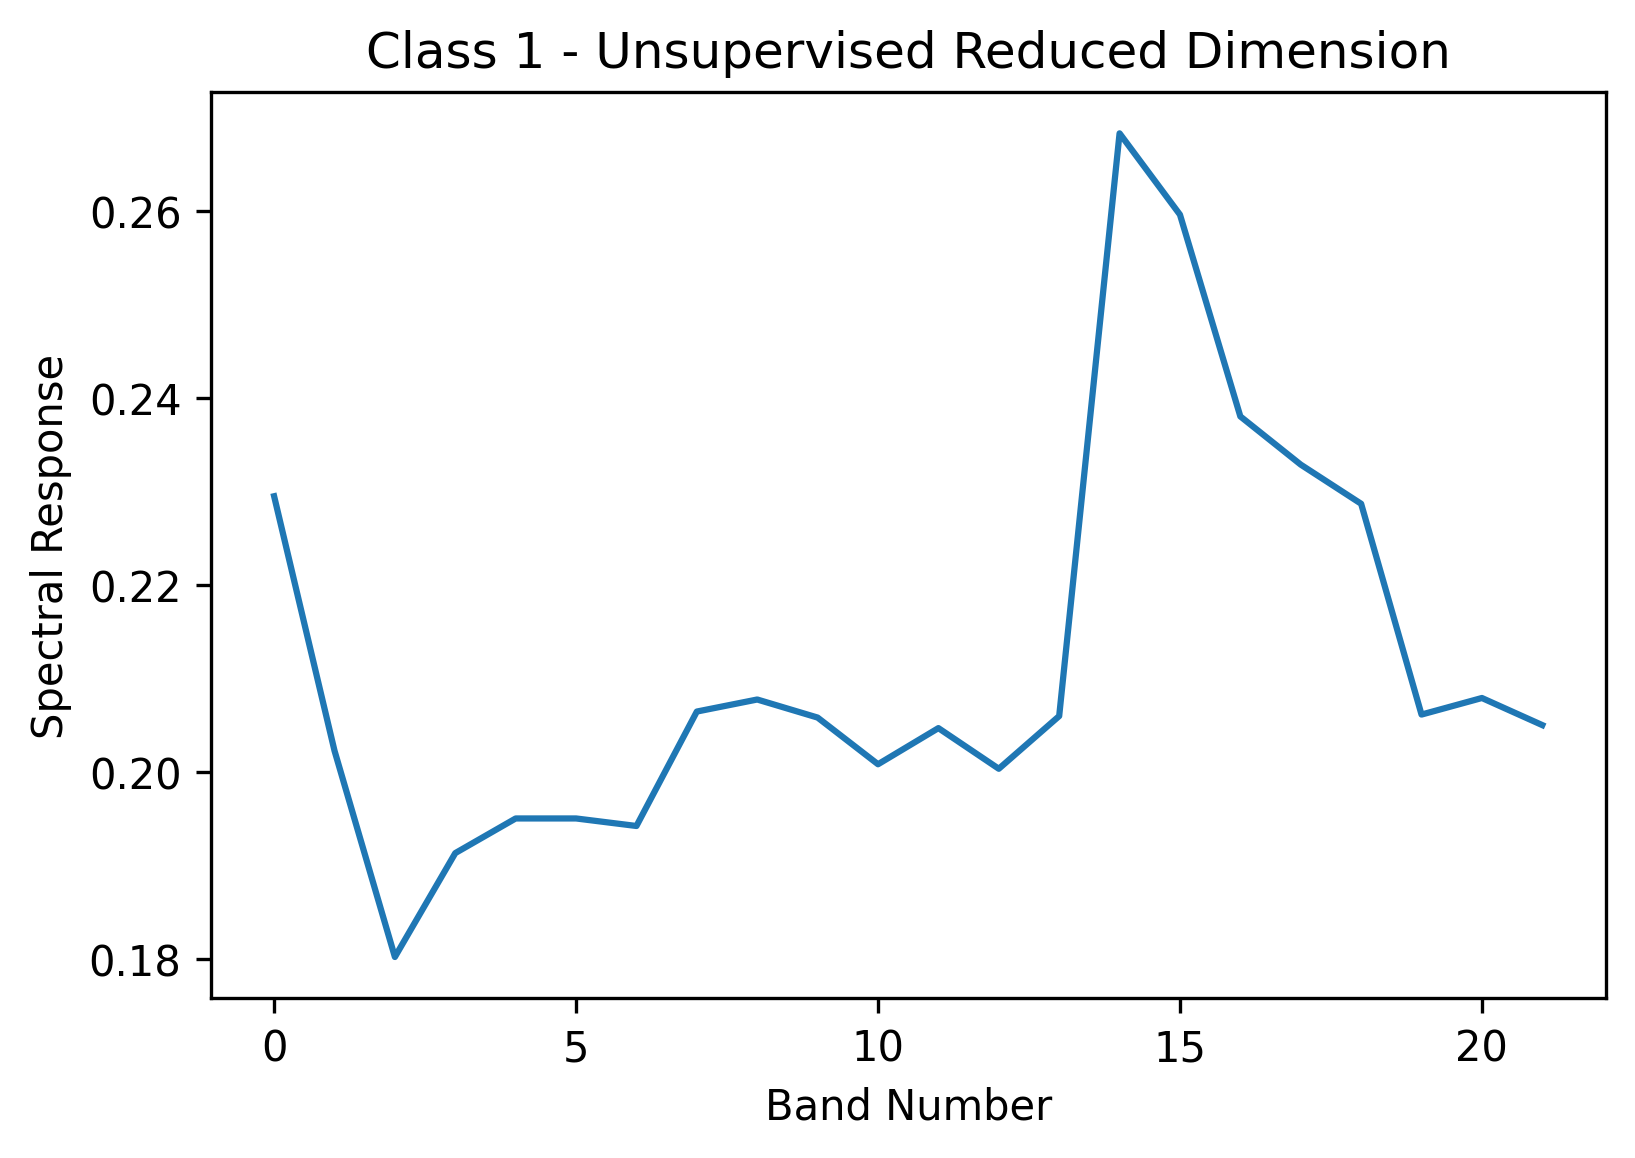 Class 1 - Unsupervised Reduced Dimension
Spectral Response
0.26
0.24
0.22
0.20
0.18
0 5 10 15 20
Band Number